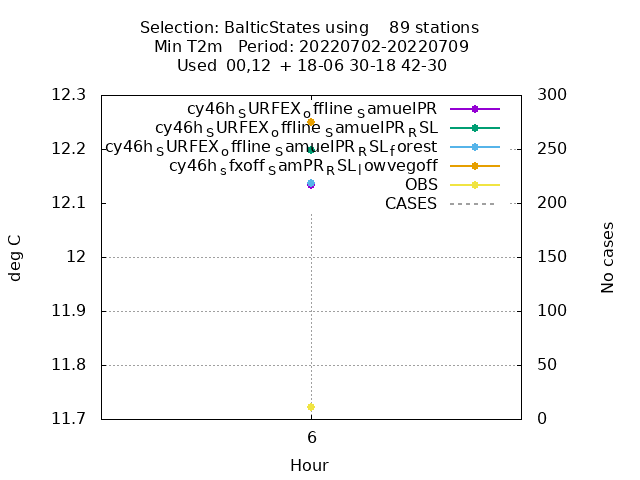 Selection: BalticStates using    89 stations
Min T2m   Period: 20220702-20220709
Used  00,12  + 18-06 30-18 42-30
12.3
12.2
12.1
12
11.9
11.8
11.7
deg C
cy46h_SURFEX_offline_SamuelPR
cy46h_SURFEX_offline_SamuelPR_RSL
cy46h_SURFEX_offline_SamuelPR_RSL_forest
cy46h_sfxoff_SamPR_RSL_lowvegoff
OBS
CASES
300
250
200
150
100
50
0
No cases
6
Hour